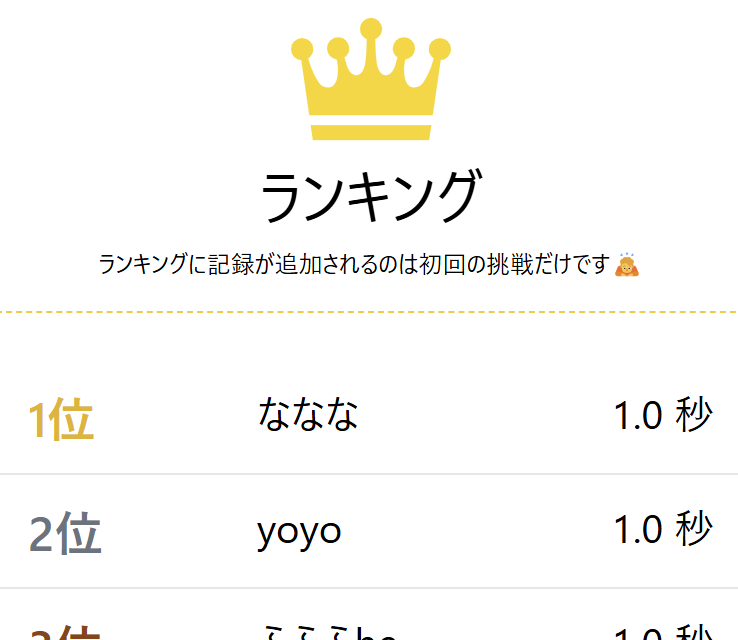 ランキング
ランキングに記録が追加されるのは初回の挑戦だけです🙇
1位 ななな 1.0 秒
2位 yoyo 1.0 秒
3位 1.0 秒